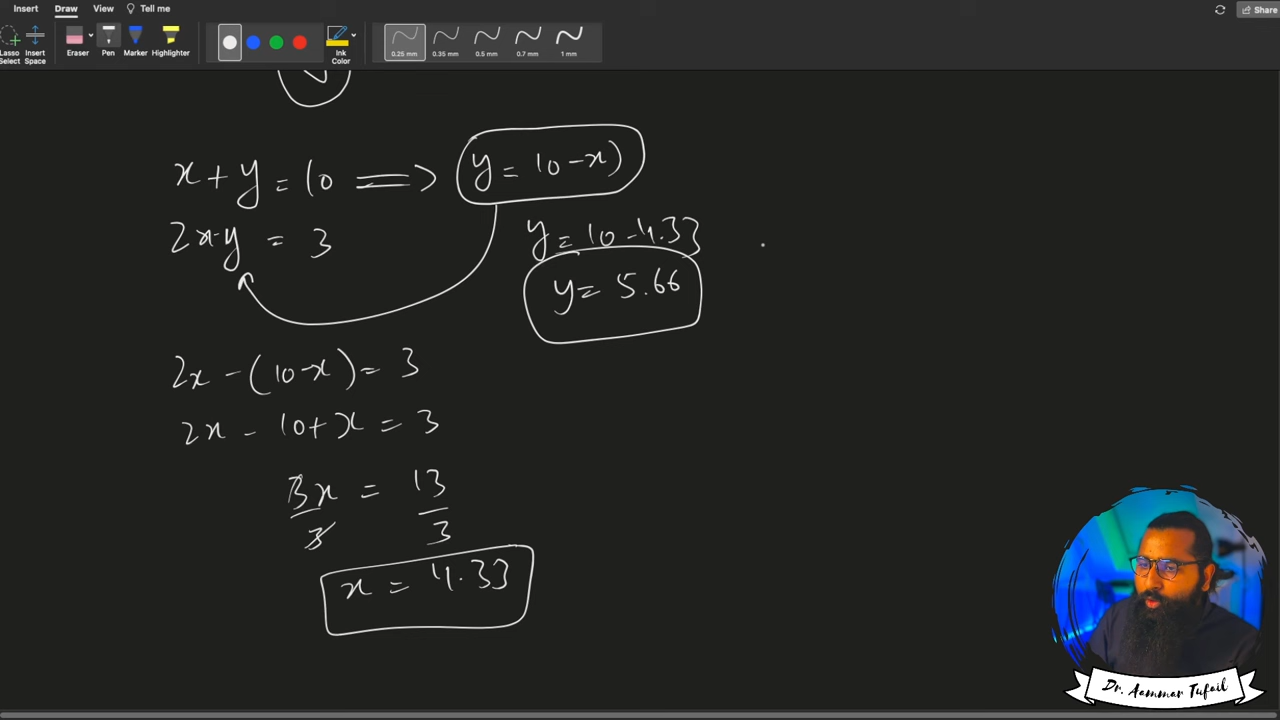 Insert Draw View Tell me
Share
Lasso Select
Insert Space
Eraser
Pen
Marker
Highlighter
Ink Color
0.25 mm
0.35 mm
0.5 mm
0.7 mm
1 mm
x + y = 10 ⟹ y = 10 - x)
2x - y = 3
y = 10 - 4.33
y = 5.66
2x - (10 - x) = 3
2x - 10 + x = 3
3x = 13
3 3
x = 4.33
Dr. Aammar Tufail